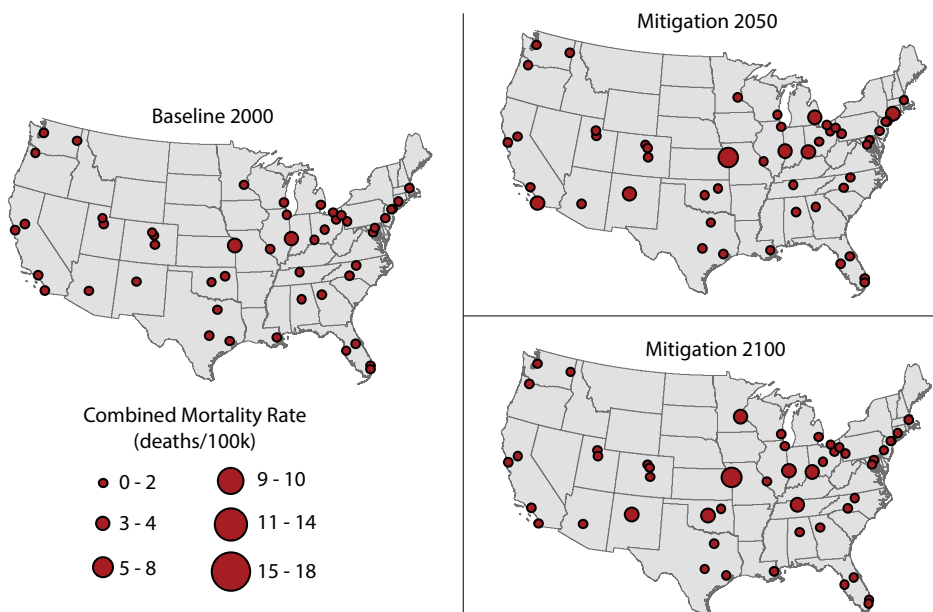 Mitigation 2050
Baseline 2000
Mitigation 2100
Combined Mortality Rate
(deaths/100k)
0 - 2
3 - 4
5 - 8
9 - 10
11 - 14
15 - 18